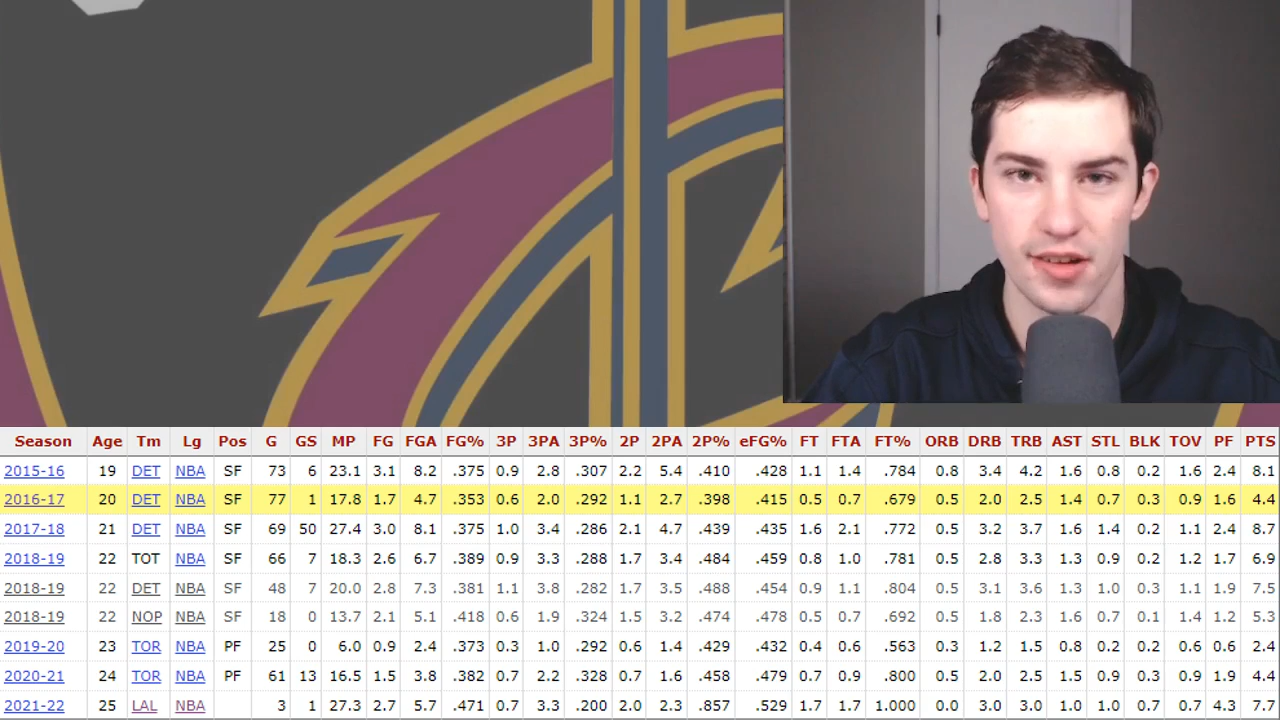 Season Age Tm Lg Pos G GS MP FG FGA FG% 3P 3PA 3P% 2P 2PA 2P% eFG% FT FTA FT% ORB DRB TRB AST STL BLK TOV PF PTS
2015-16 19 DET NBA SF 73 6 23.1 3.1 8.2 .375 0.9 2.8 .307 2.2 5.4 .410 .428 1.1 1.4 .784 0.8 3.4 4.2 1.6 0.8 0.2 1.6 2.4 8.1
2016-17 20 DET NBA SF 77 1 17.8 1.7 4.7 .353 0.6 2.0 .292 1.1 2.7 .398 .415 0.5 0.7 .679 0.5 2.0 2.5 1.4 0.7 0.3 0.9 1.6 4.4
2017-18 21 DET NBA SF 69 50 27.4 3.0 8.1 .375 1.0 3.4 .286 2.1 4.7 .439 .435 1.6 2.1 .772 0.5 3.2 3.7 1.6 1.4 0.2 1.1 2.4 8.7
2018-19 22 TOT NBA SF 66 7 18.3 2.6 6.7 .389 0.9 3.3 .288 1.7 3.4 .484 .459 0.8 1.0 .781 0.5 2.8 3.3 1.3 0.9 0.2 1.2 1.7 6.9
2018-19 22 DET NBA SF 48 7 20.0 2.8 7.3 .381 1.1 3.8 .282 1.7 3.5 .488 .454 0.9 1.1 .804 0.5 3.1 3.6 1.3 1.0 0.3 1.1 1.9 7.5
2018-19 22 NOP NBA SF 18 0 13.7 2.1 5.1 .418 0.6 1.9 .324 1.5 3.2 .474 .478 0.5 0.7 .692 0.5 1.8 2.3 1.6 0.7 0.1 1.4 1.2 5.3
2019-20 23 TOR NBA PF 25 0 6.0 0.9 2.4 .373 0.3 1.0 .292 0.6 1.4 .429 .432 0.4 0.6 .563 0.3 1.2 1.5 0.8 0.2 0.2 0.6 0.6 2.4
2020-21 24 TOR NBA PF 61 13 16.5 1.5 3.8 .382 0.7 2.2 .328 0.7 1.6 .458 .479 0.7 0.9 .800 0.5 2.0 2.5 1.5 1.0 0.3 0.9 1.9 4.4
2021-22 25 LAL NBA 3 1 27.3 2.7 5.7 .471 0.7 3.3 .200 2.0 2.3 .857 .529 1.7 1.7 1.000 0.0 3.0 3.0 3.0 1.0 1.0 0.3 4.3 7.7